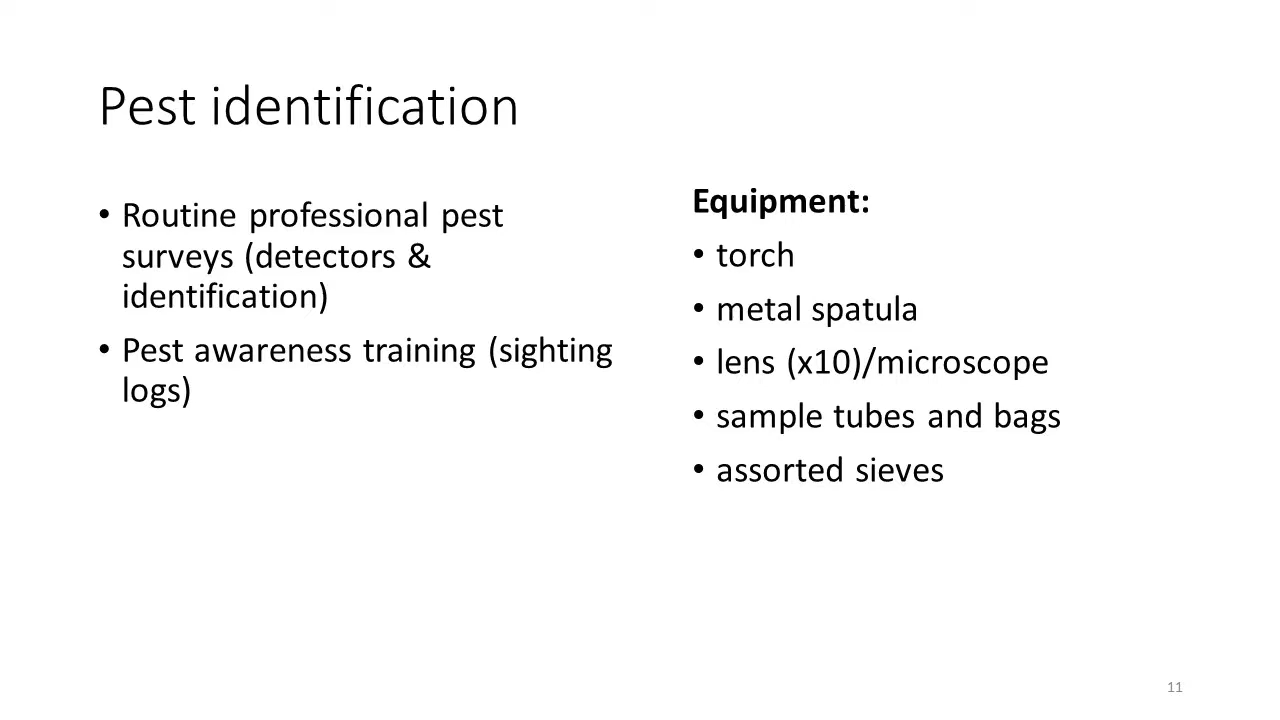 Pest identification
• Routine professional pest
surveys (detectors &
identification)
• Pest awareness training (sighting
logs)
Equipment:
• torch
• metal spatula
• lens (x10)/microscope
• sample tubes and bags
• assorted sieves
11